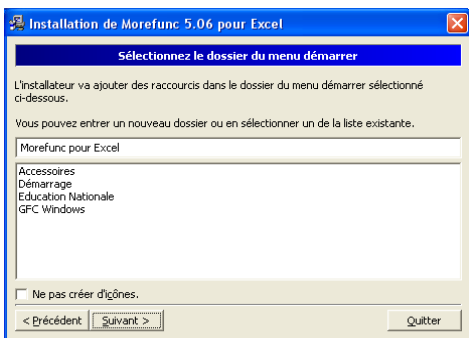 Installation de Morefunc 5.06 pour Excel
Sélectionnez le dossier du menu démarrer
L'installateur va ajouter des raccourcis dans le dossier du menu démarrer sélectionné
ci-dessous.
Vous pouvez entrer un nouveau dossier ou en sélectionner un de la liste existante.
Morefunc pour Excel
Accessoires
Démarrage
Education Nationale
GFC Windows
Ne pas créer d'icônes.
< Précédent Suivant > Quitter